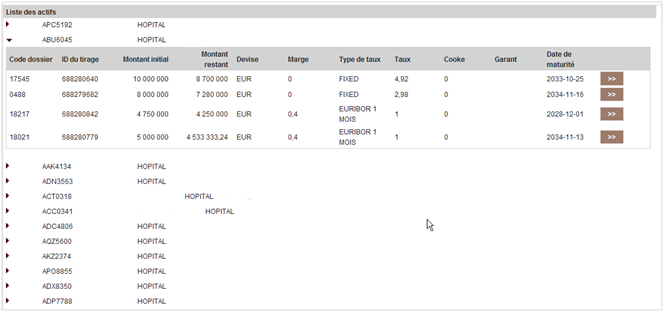 Liste des actifs
APC5192 HOPITAL
ABU6045 HOPITAL
Code dossier ID du tirage Montant initial Montant restant Devise Marge Type de taux Taux Cooke Garant Date de maturité
17545 688280640 10 000 000 8 700 000 EUR 0 FIXED 4,92 0 2033-10-25 >>
0488 688279682 8 000 000 7 280 000 EUR 0 FIXED 2,98 0 2034-11-16 >>
18217 688280842 4 750 000 4 250 000 EUR 0,4 EURIBOR 1 MOIS 1 0 2028-12-01 >>
18021 688280779 5 000 000 4 533 333,24 EUR 0,4 EURIBOR 1 MOIS 1 0 2034-11-13 >>
AAK4134 HOPITAL
ADN3563 HOPITAL
ACT0318 HOPITAL
ACC0341 HOPITAL
ADC4806 HOPITAL
AQZ5600 HOPITAL
AKZ2374 HOPITAL
APO8855 HOPITAL
ADX8350 HOPITAL
ADP7788 HOPITAL